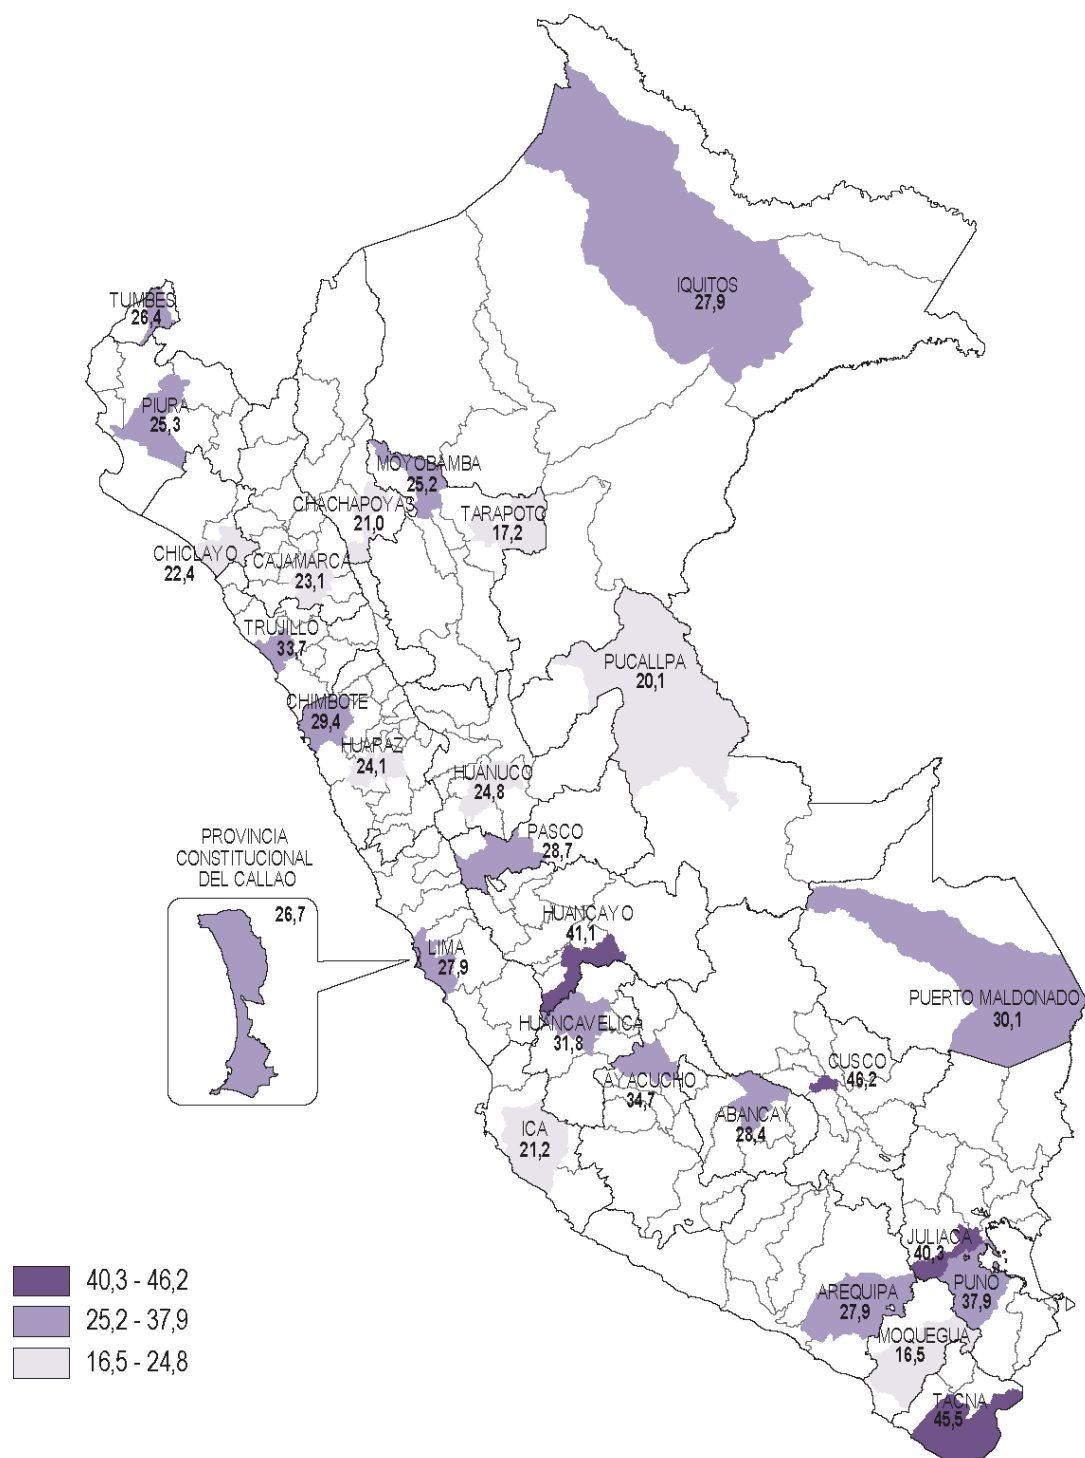 IQUITOS
27,9
TUMBES
26,4
PIURA
25,3
MOYOBAMBA
25,2
CHACHAPOYAS
21,0
TARAPOTO
17,2
CHICLAYO
22,4
CAJAMARCA
23,1
TRUJILLO
33,7
PUCALLPA
20,1
CHIMBOTE
29,4
HUARAZ
24,1
HUÁNUCO
24,8
PASCO
28,7
PROVINCIA
CONSTITUCIONAL
DEL CALLAO
26,7
HUANCAYO
41,1
LIMA
27,9
PUERTO MALDONADO
30,1
HUANCAVELICA
31,8
CUSCO
46,2
AYACUCHO
34,7
ABANCAY
28,4
ICA
21,2
JULIACA
40,3
PUNO
37,9
AREQUIPA
27,9
MOQUEGUA
16,5
TACNA
45,5
40,3 - 46,2
25,2 - 37,9
16,5 - 24,8